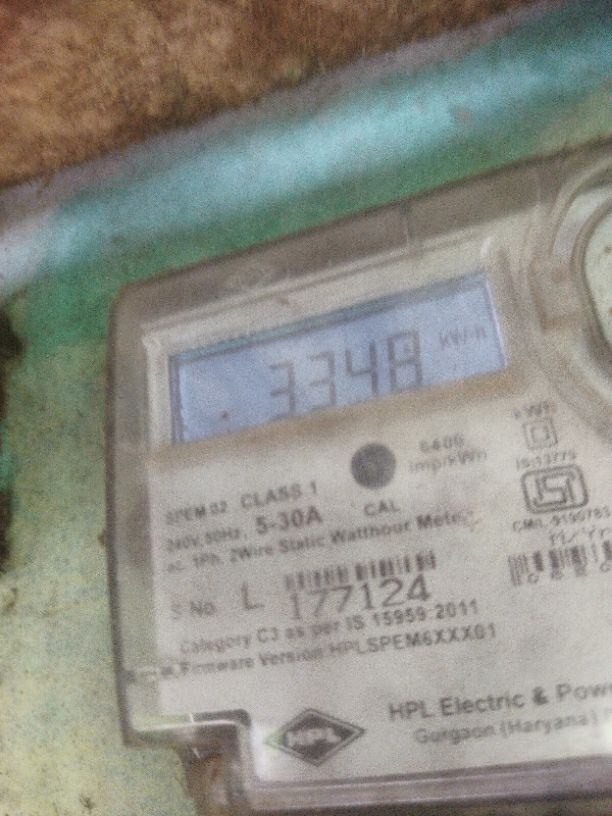 3348 kWh
kWh
6400
imp/kWh
IS:13779
SPEM 02 CLASS 1
CAL
240V, 50Hz, 5-30A
ac. 1Ph. 2Wire Static Watthour Meter
S No. L 177124
Category C3 as per IS 15959:2011
Firmware Version:HPLSPEM6XXX01
HPL
HPL Electric & Pow
Gurgaon (Haryana)